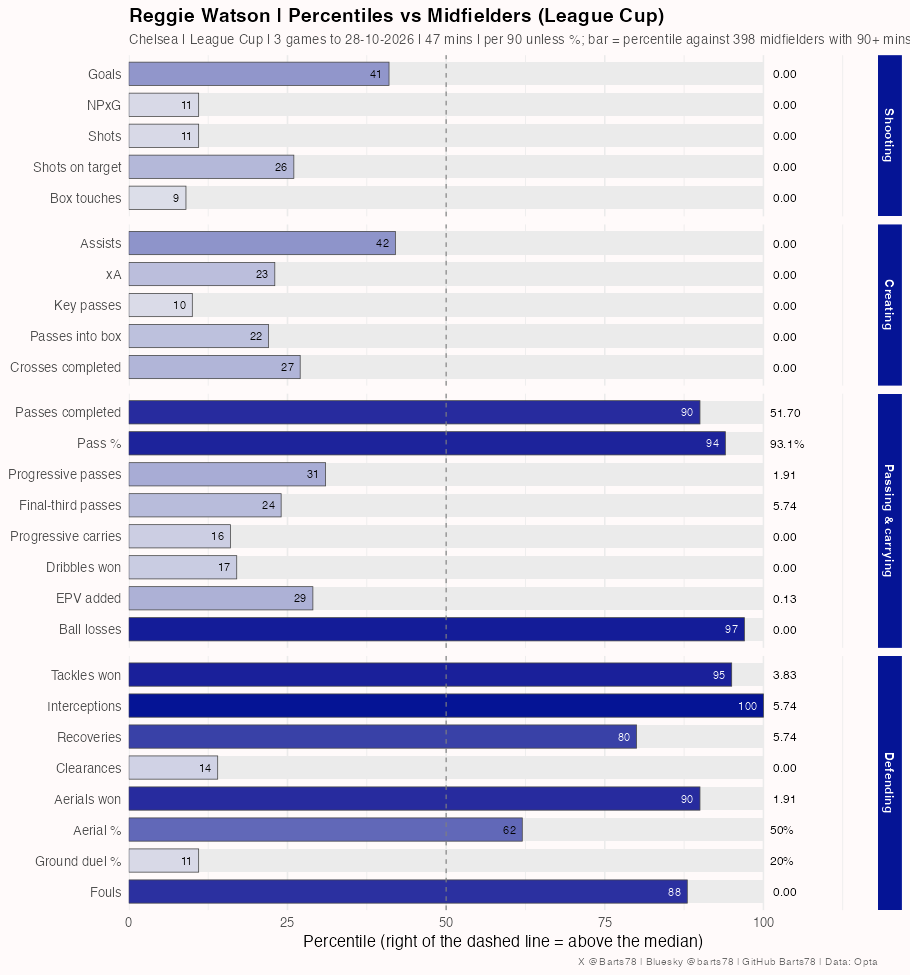 Reggie Watson | Percentiles vs Midfielders (League Cup)
Chelsea | League Cup | 3 games to 28-10-2026 | 47 mins | per 90 unless %; bar = percentile against 398 midfielders with 90+ mins
Goals 41 0.00
NPxG 11 0.00
Shots 11 0.00
Shots on target 26 0.00
Box touches 9 0.00
Shooting
Assists 42 0.00
xA 23 0.00
Key passes 10 0.00
Passes into box 22 0.00
Crosses completed 27 0.00
Creating
Passes completed 90 51.70
Pass % 94 93.1%
Progressive passes 31 1.91
Final-third passes 24 5.74
Progressive carries 16 0.00
Dribbles won 17 0.00
EPV added 29 0.13
Ball losses 97 0.00
Passing & carrying
Tackles won 95 3.83
Interceptions 100 5.74
Recoveries 80 5.74
Clearances 14 0.00
Aerials won 90 1.91
Aerial % 62 50%
Ground duel % 11 20%
Fouls 88 0.00
Defending
0 25 50 75 100
Percentile (right of the dashed line = above the median)
X @Barts78 | Bluesky @barts78 | GitHub Barts78 | Data: Opta